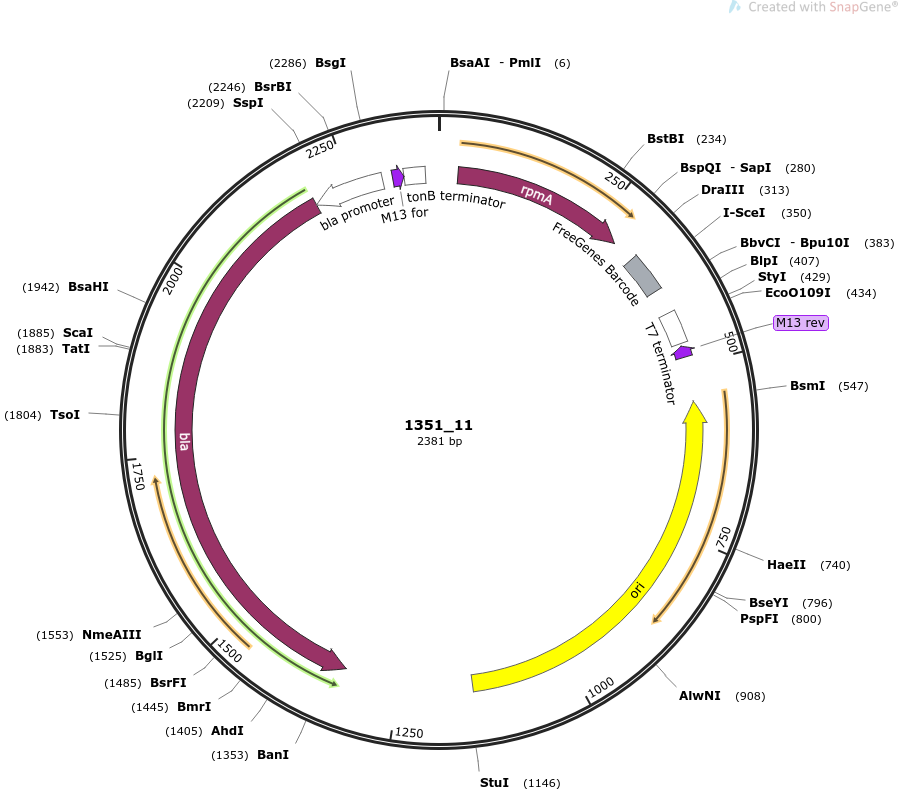 Created with SnapGene®
(2286) BsgI
BsaAI - PmlI (6)
(2246) BsrBI
(2209) SspI
BstBI (234)
BspQI - SapI (280)
DraIII (313)
I-SceI (350)
BbvCI - Bpu10I (383)
BlpI (407)
StyI (429)
EcoO109I (434)
M13 rev
BsmI (547)
HaeII (740)
BseYI (796)
PspFI (800)
AlwNI (908)
StuI (1146)
(1353) BanI
(1405) AhdI
(1445) BmrI
(1485) BsrFI
(1525) BglI
(1553) NmeAIII
(1804) TsoI
(1883) TatI
(1885) ScaI
(1942) BsaHI
250
500
750
1000
1250
1500
1750
2000
2250
bla promoter
M13 for
tonB terminator
rpmA
FreeGenes Barcode
T7 terminator
ori
bla
1351_11
2381 bp